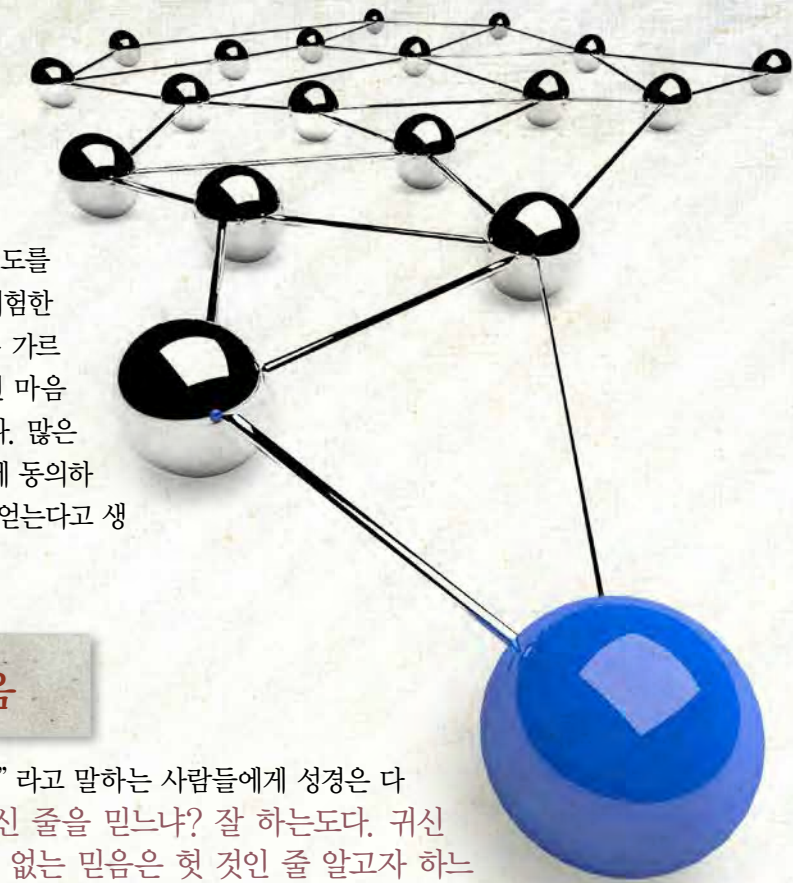 도를
험한
가르
마음
. 많은
동의하
얻는다고 생
음
” 라고 말하는 사람들에게 성경은 다
신 줄을 믿느냐? 잘 하는도다. 귀신
없는 믿음은 헛 것인 줄 알고자 하느